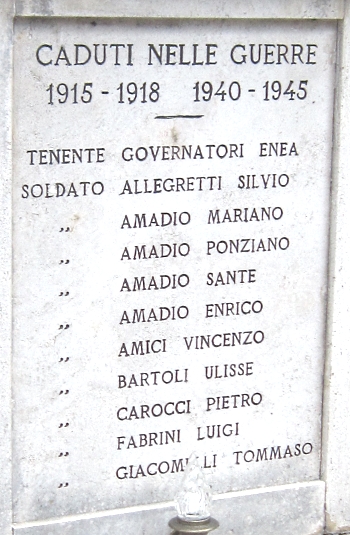 CADUTI NELLE GUERRE
1915 - 1918 1940 - 1945
TENENTE GOVERNATORI ENEA
SOLDATO ALLEGRETTI SILVIO
„ AMADIO MARIANO
„ AMADIO PONZIANO
„ AMADIO SANTE
„ AMADIO ENRICO
„ AMICI VINCENZO
„ BARTOLI ULISSE
„ CAROCCI PIETRO
„ FABRINI LUIGI
„ TOMMASO